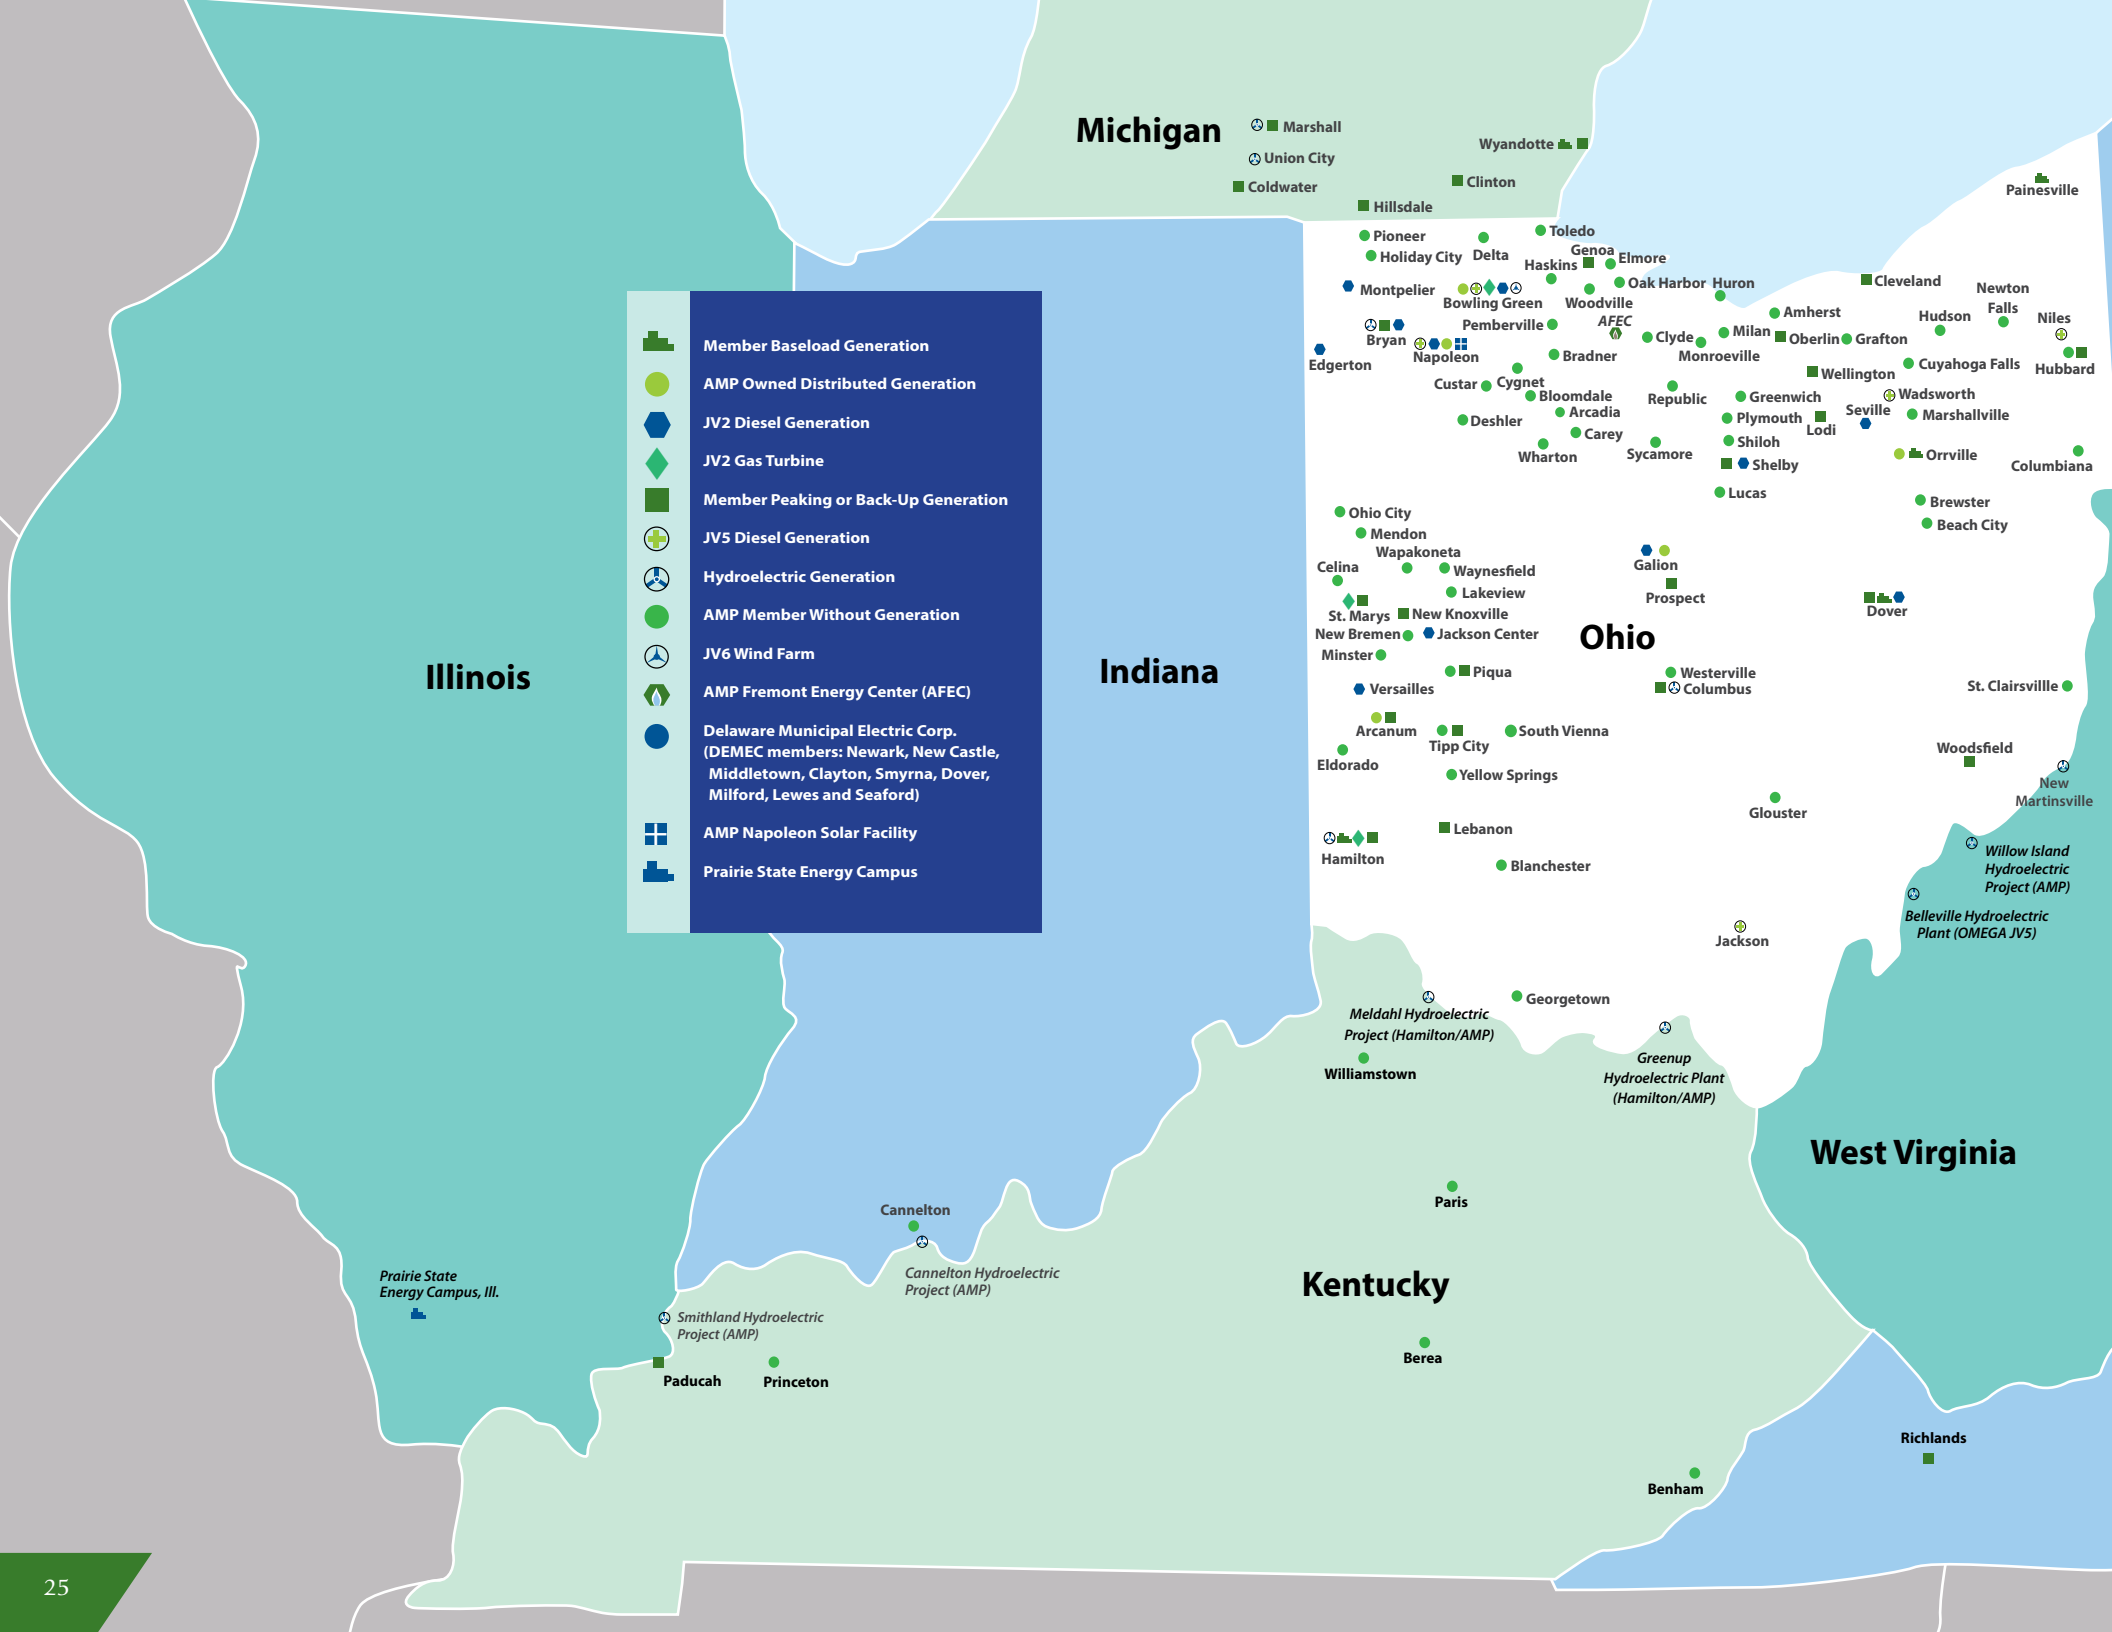 Michigan
Marshall
Union City
Coldwater
Hillsdale
Wyandotte
Clinton
Painesville
Pioneer
Holiday City
Delta
Toledo
Genoa
Elmore
Haskins
Oak Harbor
Huron
Montpelier
Bowling Green
Woodville
AFEC
Cleveland
Newton
Falls
Amherst
Hudson
Niles
Bryan
Pemberville
Clyde
Milan
Oberlin
Grafton
Monroeville
Napoleon
Bradner
Edgerton
Cuyahoga Falls
Hubbard
Wellington
Custar
Cygnet
Bloomdale
Republic
Greenwich
Wadsworth
Seville
Marshallville
Arcadia
Plymouth
Lodi
Deshler
Carey
Shiloh
Wharton
Sycamore
Shelby
Orrville
Columbiana
Lucas
Brewster
Beach City
Ohio City
Mendon
Wapakoneta
Celina
Waynesfield
Galion
Lakeview
Prospect
St. Marys
New Knoxville
Dover
New Bremen
Jackson Center
Ohio
Minster
Piqua
Westerville
Versailles
Columbus
St. Clairsvillle
Arcanum
Tipp City
South Vienna
Woodsfield
Eldorado
Yellow Springs
New
Martinsville
Glouster
Lebanon
Hamilton
Blanchester
Willow Island
Hydroelectric
Project (AMP)
Belleville Hydroelectric
Plant (OMEGA JV5)
Jackson
Georgetown
Meldahl Hydroelectric
Project (Hamilton/AMP)
Greenup
Hydroelectric Plant
(Hamilton/AMP)
Williamstown
West Virginia
Paris
Kentucky
Berea
Benham
Richlands
Illinois
Indiana
Member Baseload Generation
AMP Owned Distributed Generation
JV2 Diesel Generation
JV2 Gas Turbine
Member Peaking or Back-Up Generation
JV5 Diesel Generation
Hydroelectric Generation
AMP Member Without Generation
JV6 Wind Farm
AMP Fremont Energy Center (AFEC)
Delaware Municipal Electric Corp.
(DEMEC members: Newark, New Castle,
Middletown, Clayton, Smyrna, Dover,
Milford, Lewes and Seaford)
AMP Napoleon Solar Facility
Prairie State Energy Campus
Cannelton
Cannelton Hydroelectric
Project (AMP)
Prairie State
Energy Campus, Ill.
Smithland Hydroelectric
Project (AMP)
Paducah
Princeton
25